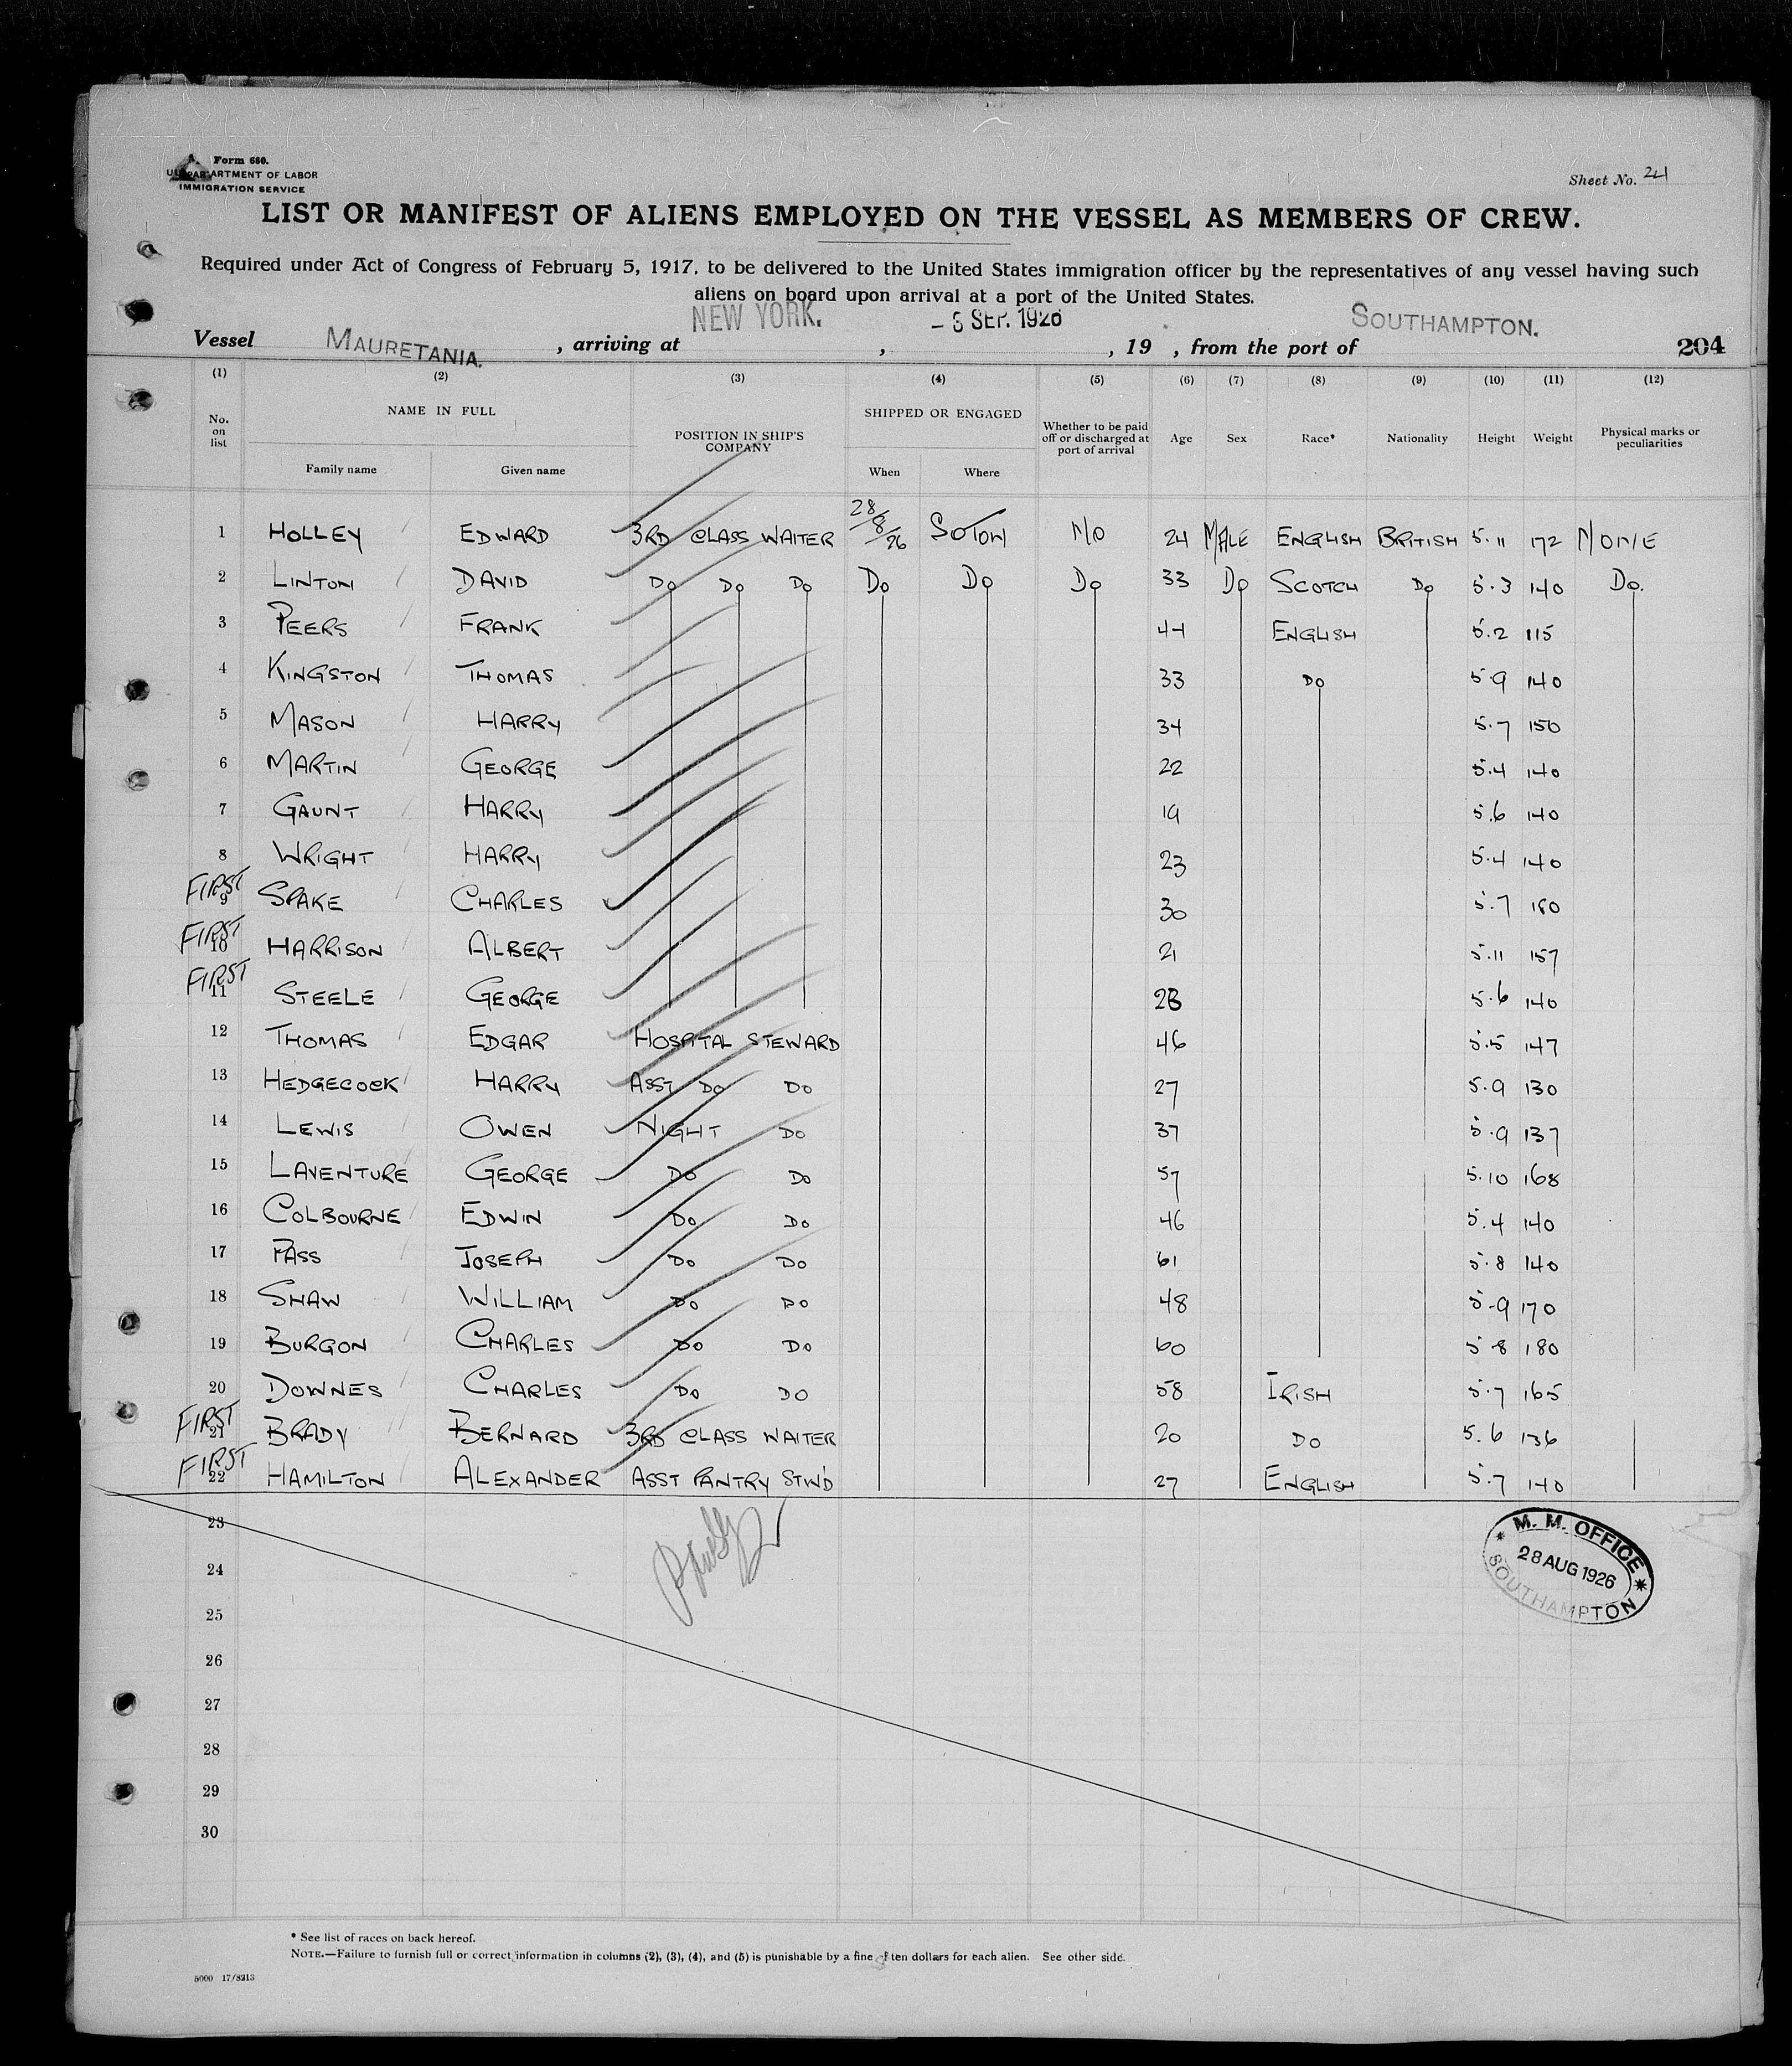 Form 680.
U. S. DEPARTMENT OF LABOR
IMMIGRATION SERVICE
Sheet No. 24
LIST OR MANIFEST OF ALIENS EMPLOYED ON THE VESSEL AS MEMBERS OF CREW.
Required under Act of Congress of February 5, 1917, to be delivered to the United States immigration officer by the representatives of any vessel having such
aliens on board upon arrival at a port of the United States.
Vessel MAURETANIA. , arriving at NEW YORK. , SEP. 1926 , 19 , from the port of SOUTHAMPTON. 204
(1) (2) (3) (4) (5) (6) (7) (8) (9) (10) (11) (12)
No. on list NAME IN FULL Family name Given name POSITION IN SHIP'S COMPANY SHIPPED OR ENGAGED When Where Whether to be paid off or discharged at port of arrival Age Sex Race* Nationality Height Weight Physical marks or peculiarities
1 HOLLEY EDWARD 3RD CLASS WAITER 28/8/26 SOTON NO 24 MALE ENGLISH BRITISH 5.11 172 NONE
2 LINTON DAVID DO DO DO DO DO DO 33 DO SCOTCH DO 5.3 140 DO.
3 PEERS FRANK 44 ENGLISH 5.2 115
4 KINGSTON THOMAS 33 DO 5.9 140
5 MASON HARRY 34 5.7 150
6 MARTIN GEORGE 22 5.4 140
7 GAUNT HARRY 19 5.6 140
8 WRIGHT HARRY 23 5.4 140
FIRST 9 SPAKE CHARLES 30 5.7 180
FIRST 10 HARRISON ALBERT 21 5.11 157
FIRST 11 STEELE GEORGE 5.6 140
12 THOMAS EDGAR HOSPITAL STEWARD 46 5.5 147
13 HEDGECOCK HARRY ASST DO DO 27 5.9 130
14 LEWIS OWEN NIGHT DO 37 5.9 137
15 LAVENTURE GEORGE DO DO 57 5.10 168
16 COLBOURNE EDWIN DO DO 46 5.4 140
17 PASS JOSEPH DO DO 61 5.8 140
18 SHAW WILLIAM DO DO 48 5.9 170
19 BURGON CHARLES DO DO 60 5.8 180
20 DOWNES CHARLES DO DO 58 IRISH 5.7 165
FIRST 21 BRADY BERNARD 3RD CLASS WAITER 20 DO 5.6 136
FIRST 22 HAMILTON ALEXANDER ASST PANTRY STWD 27 ENGLISH 5.7 140
23
24
25
26
27
28
29
30
M. M. OFFICE
28 AUG 1926
SOUTHAMPTON
* See list of races on back hereof.
NOTE.—Failure to furnish full or correct information in columns (2), (3), (4), and (5) is punishable by a fine of ten dollars for each alien. See other side.
5000 17/8213